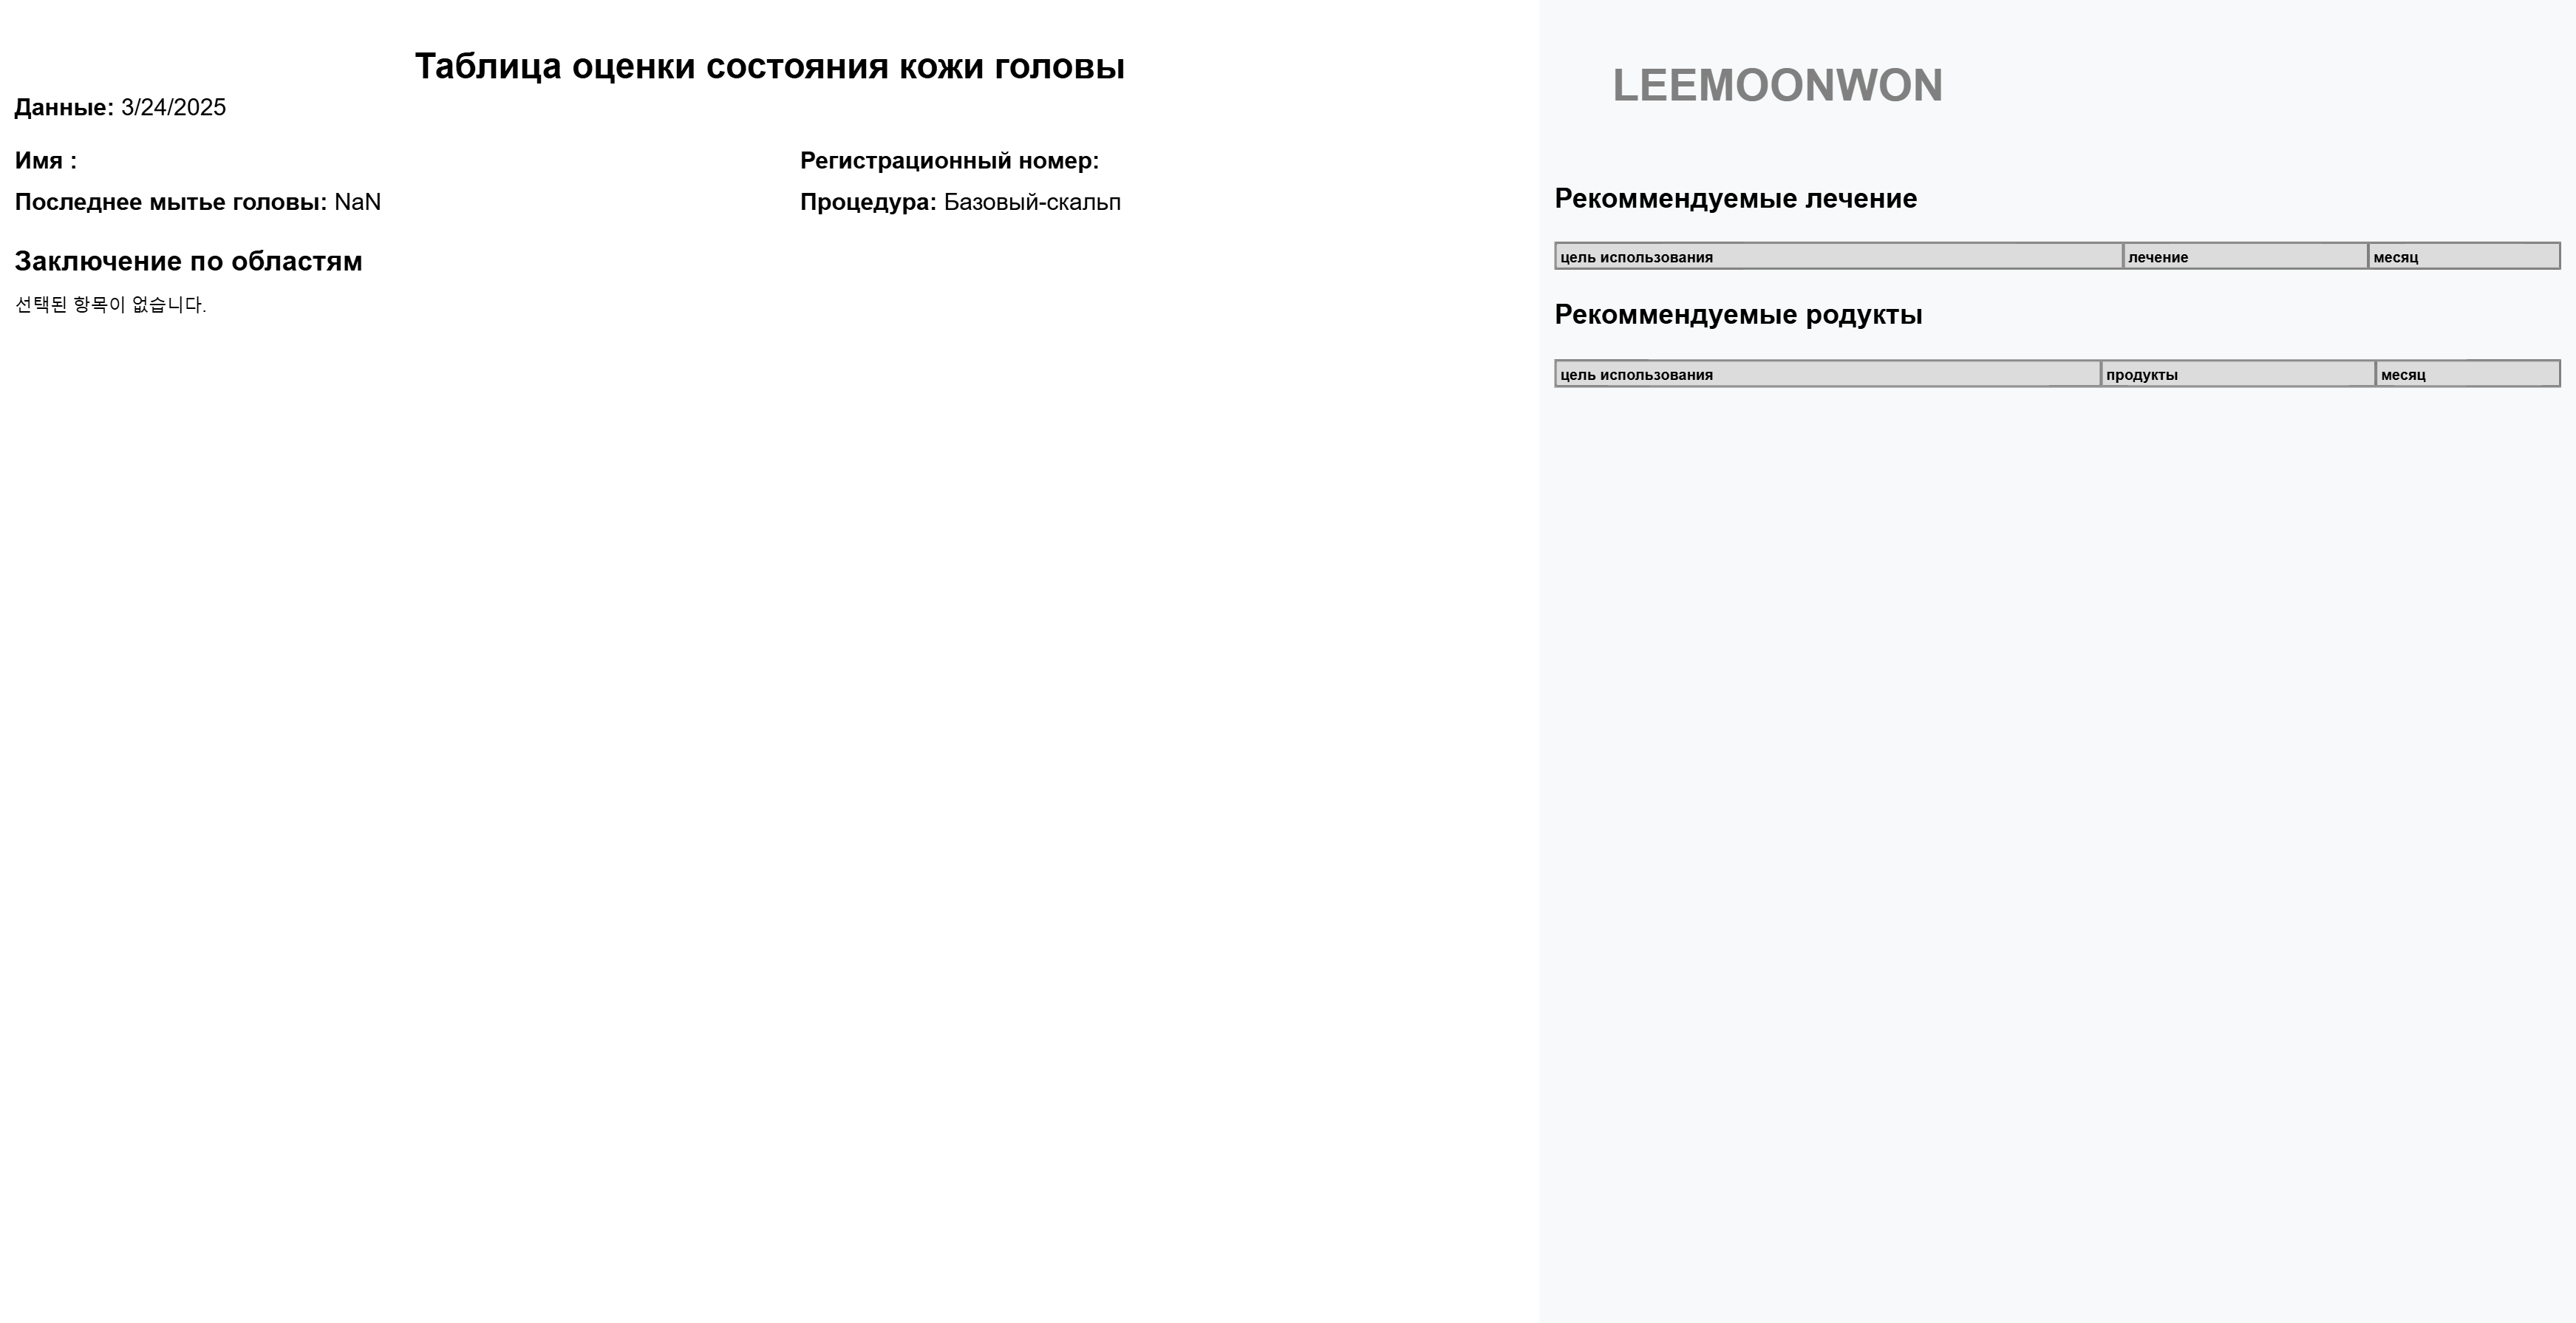 Таблица оценки состояния кожи головы
Данные: 3/24/2025
Имя :
Регистрационный номер:
Последнее мытье головы: NaN
Процедура: Базовый-скальп
Заключение по областям
선택된 항목이 없습니다.
LEEMOONWON
Рекоммендуемые лечение
цель использования лечение месяц
Рекоммендуемые родукты
цель использования продукты месяц